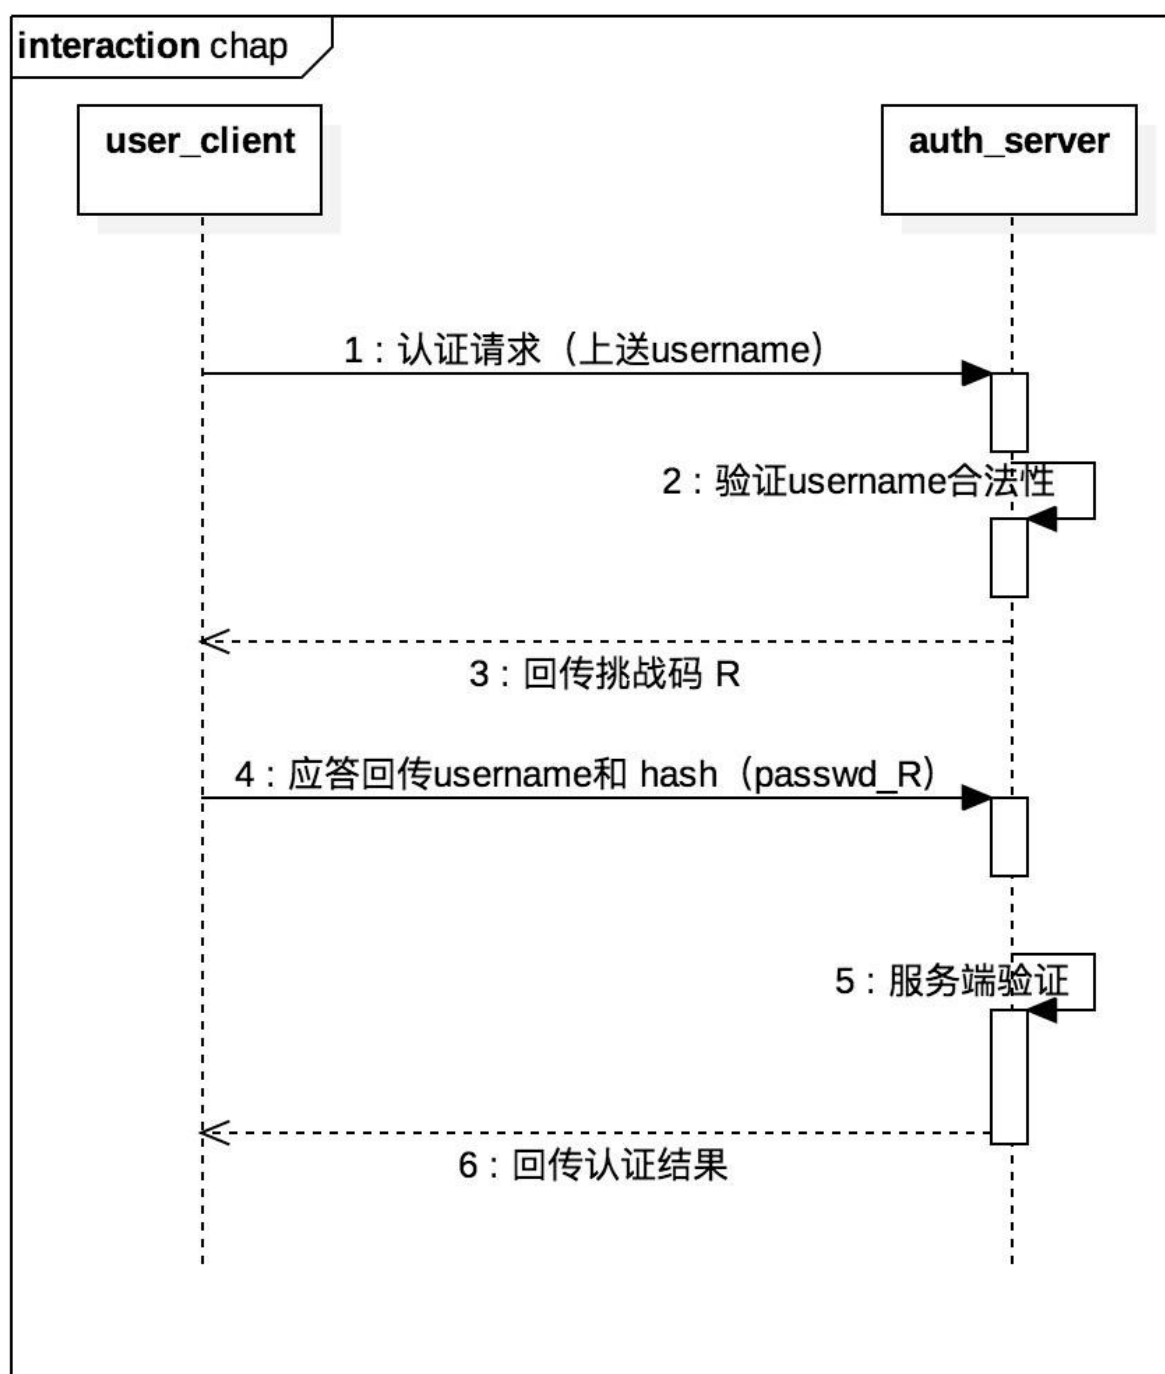 interaction chap
user_client
auth_server
1 : 认证请求（上送username）
2 : 验证username合法性
3 : 回传挑战码 R
4 : 应答回传username和 hash（passwd_R）
5 : 服务端验证
6 : 回传认证结果